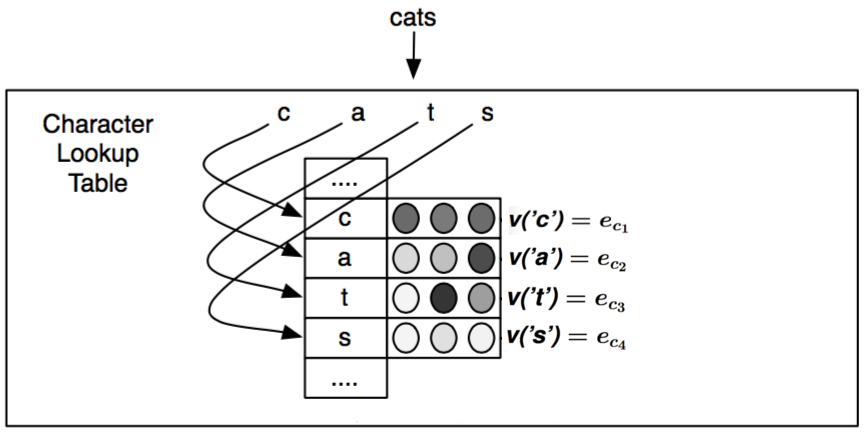 cats
c a t s
Character
Lookup
Table
....
c v('c') = e_{c_1}
a v('a') = e_{c_2}
t v('t') = e_{c_3}
s v('s') = e_{c_4}
....